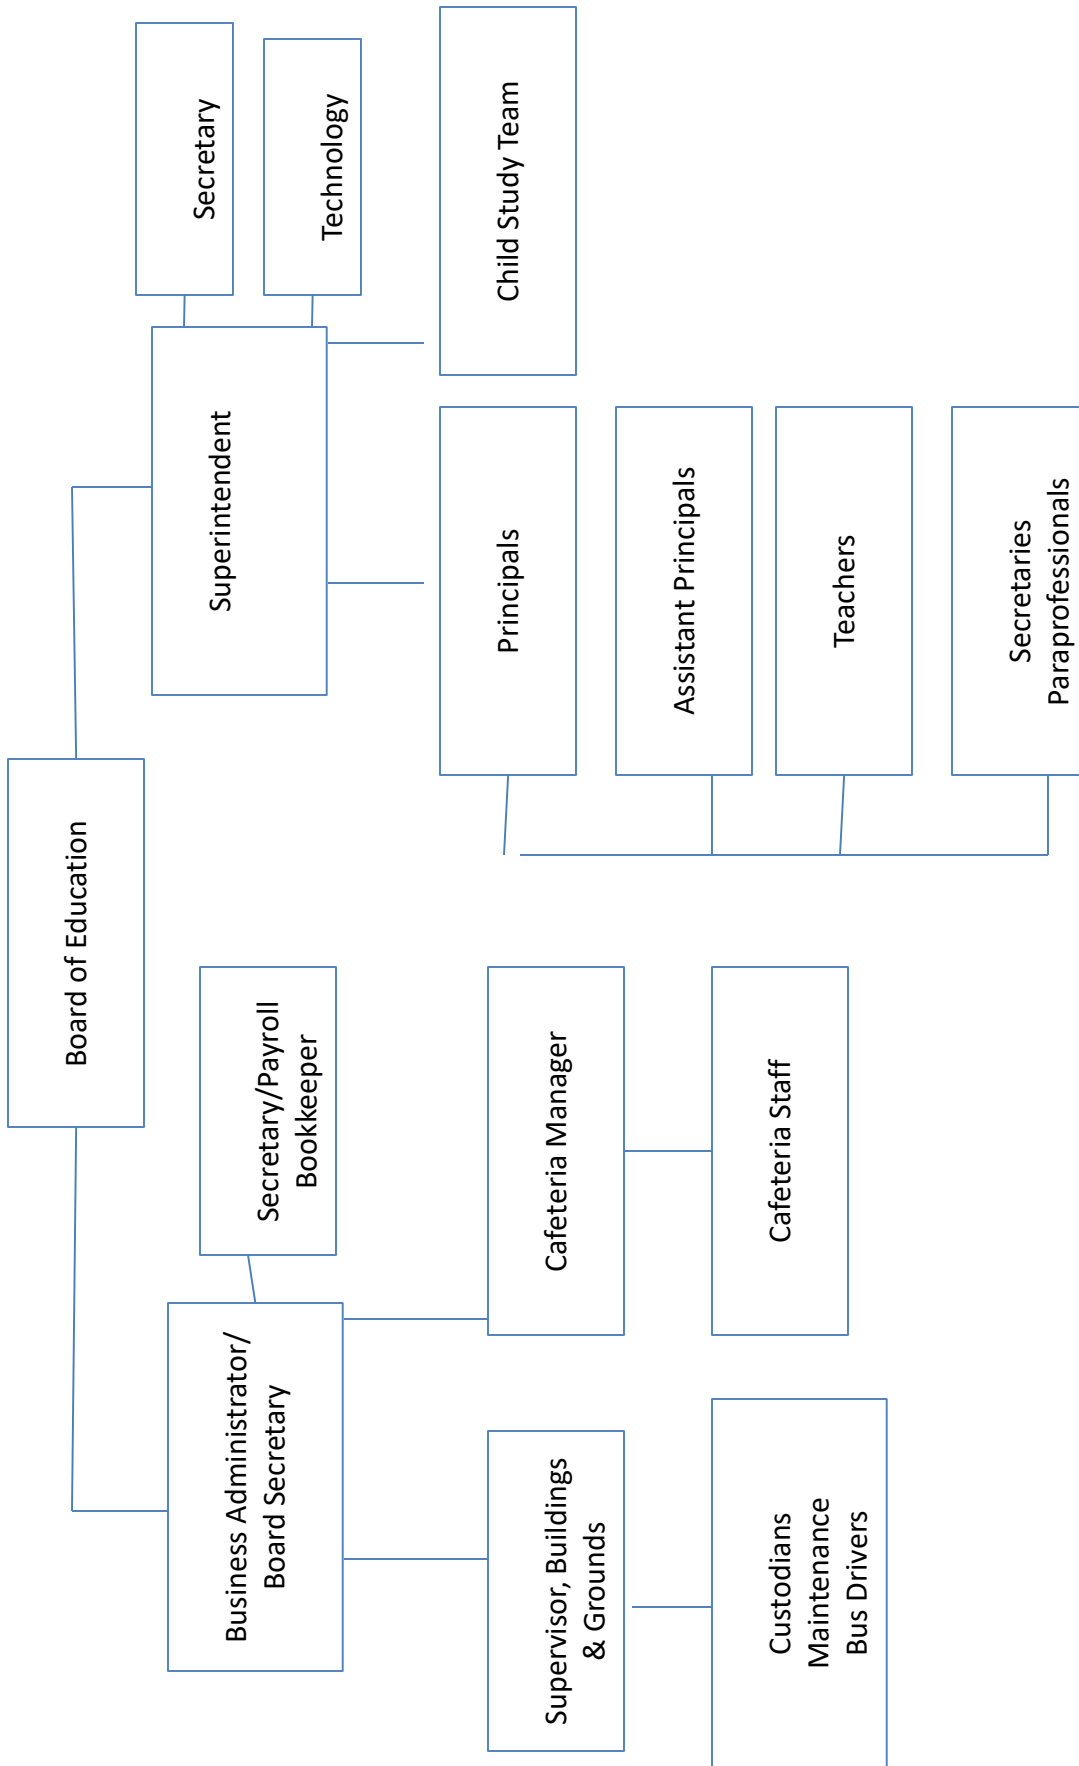 Board of Education
Business Administrator/
Board Secretary
Secretary/Payroll
Bookkeeper
Superintendent
Secretary
Technology
Supervisor, Buildings
& Grounds
Cafeteria Manager
Principals
Child Study Team
Custodians
Maintenance
Bus Drivers
Cafeteria Staff
Assistant Principals
Teachers
Secretaries
Paraprofessionals